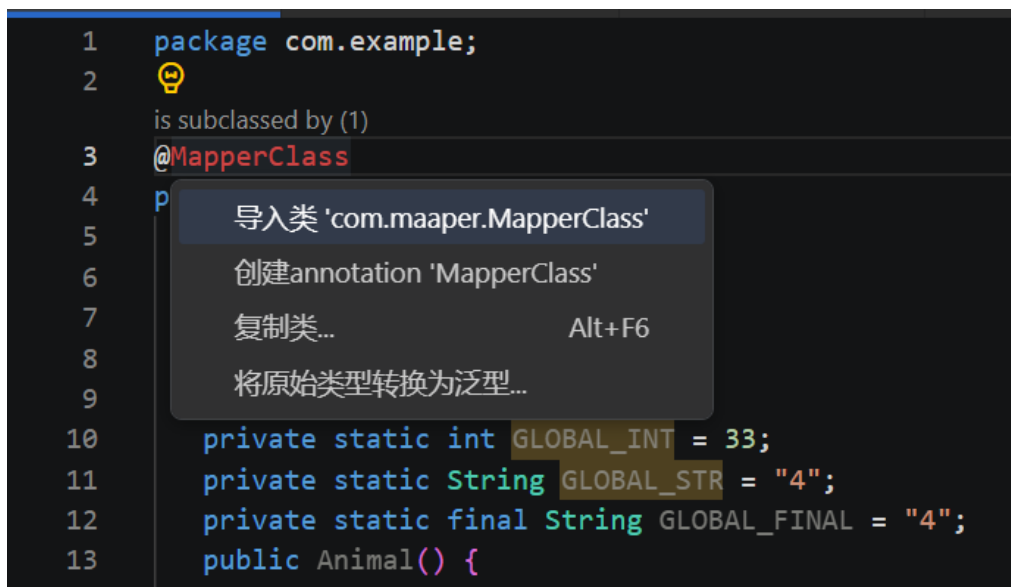 1 package com.example;
2
is subclassed by (1)
3 @MapperClass
4 p
导入类 'com.maaper.MapperClass'
5
创建annotation 'MapperClass'
6
7
复制类... Alt+F6
8
将原始类型转换为泛型...
9
10 private static int GLOBAL_INT = 33;
11 private static String GLOBAL_STR = "4";
12 private static final String GLOBAL_FINAL = "4";
13 public Animal() {